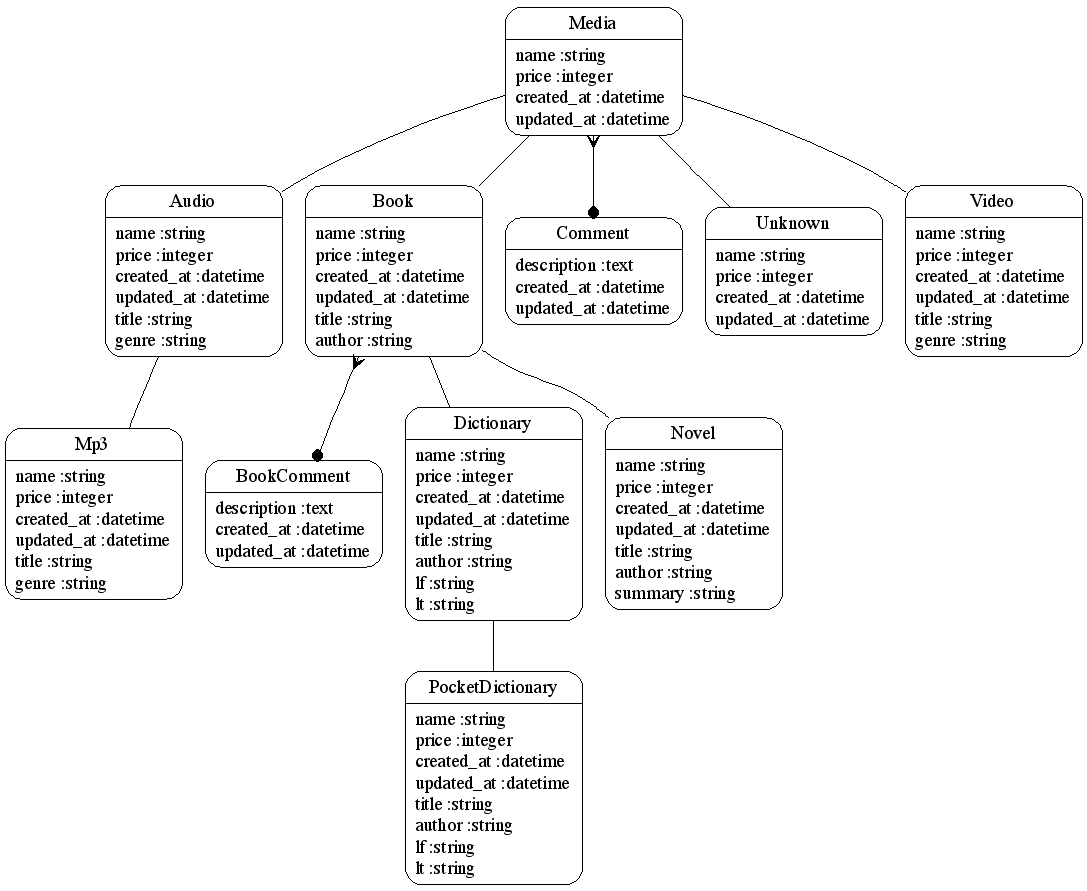 Media
name :string
price :integer
created_at :datetime
updated_at :datetime
Audio
name :string
price :integer
created_at :datetime
updated_at :datetime
title :string
genre :string
Book
name :string
price :integer
created_at :datetime
updated_at :datetime
title :string
author :string
Comment
description :text
created_at :datetime
updated_at :datetime
Unknown
name :string
price :integer
created_at :datetime
updated_at :datetime
Video
name :string
price :integer
created_at :datetime
updated_at :datetime
title :string
genre :string
Mp3
name :string
price :integer
created_at :datetime
updated_at :datetime
title :string
genre :string
BookComment
description :text
created_at :datetime
updated_at :datetime
Dictionary
name :string
price :integer
created_at :datetime
updated_at :datetime
title :string
author :string
lf :string
lt :string
Novel
name :string
price :integer
created_at :datetime
updated_at :datetime
title :string
author :string
summary :string
PocketDictionary
name :string
price :integer
created_at :datetime
updated_at :datetime
title :string
author :string
lf :string
lt :string